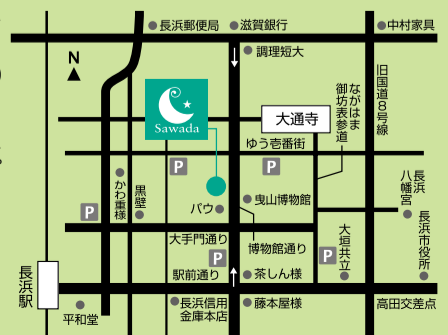 長浜郵便局
滋賀銀行
中村家具
N
調理短大
旧国道8号線
ながはま
御坊表参道
Sawada
大通寺
ゆう壱番街
P
P
かわ重様
黒壁
P
パウ
曳山博物館
長浜
八幡宮
長浜市役所
大手門通り
博物館通り
大垣共立
P
P
長浜駅
駅前通り
茶しん様
平和堂
長浜信用
金庫本店
藤本屋様
高田交差点